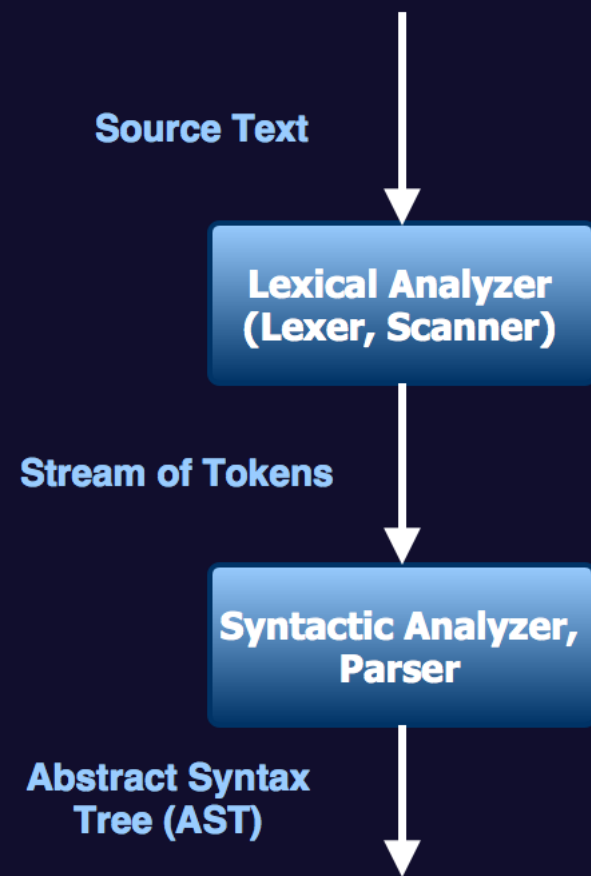 Source Text
Lexical Analyzer
(Lexer, Scanner)
Stream of Tokens
Syntactic Analyzer,
Parser
Abstract Syntax
Tree (AST)